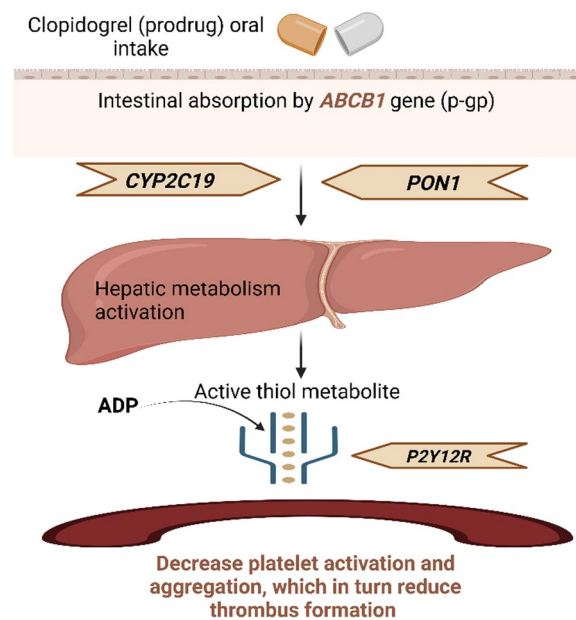 Clopidogrel (prodrug) oral
intake
Intestinal absorption by ABCB1 gene (p-gp)
CYP2C19
PON1
Hepatic metabolism
activation
Active thiol metabolite
ADP
P2Y12R
Decrease platelet activation and
aggregation, which in turn reduce
thrombus formation